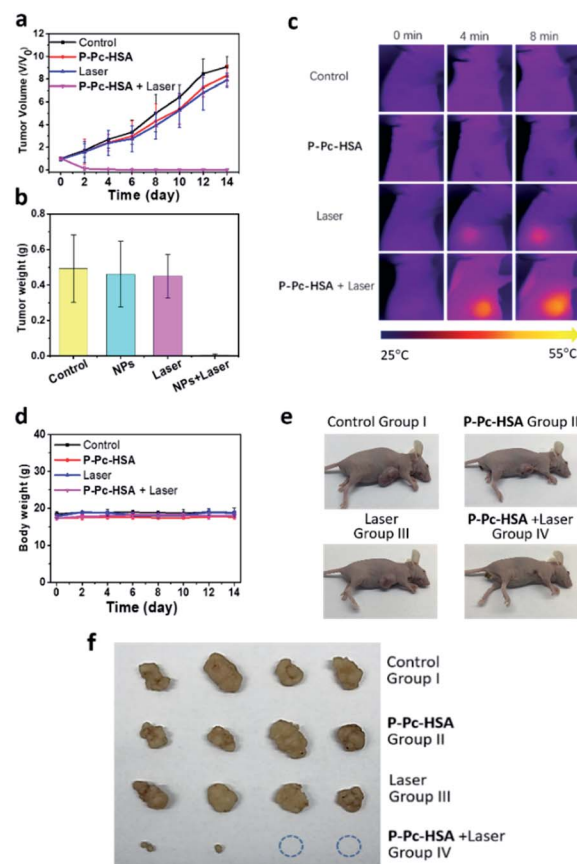 a
Tumor Volume (V/V0)
12
10
8
6
4
2
0
Control
P-Pc-HSA
Laser
P-Pc-HSA + Laser
0 2 4 6 8 10 12 14
Time (day)
b
Tumor weight (g)
0.8
0.6
0.4
0.2
0.0
Control
NPs
Laser
NPs+Laser
c
0 min 4 min 8 min
Control
P-Pc-HSA
Laser
P-Pc-HSA + Laser
25°C 55°C
d
Body weight (g)
40
30
20
10
0
Control
P-Pc-HSA
Laser
P-Pc-HSA + Laser
0 2 4 6 8 10 12 14
Time (day)
e
Control Group I P-Pc-HSA Group II
Laser
Group III
P-Pc-HSA +Laser
Group IV
f
Control
Group I
P-Pc-HSA
Group II
Laser
Group III
P-Pc-HSA +Laser
Group IV